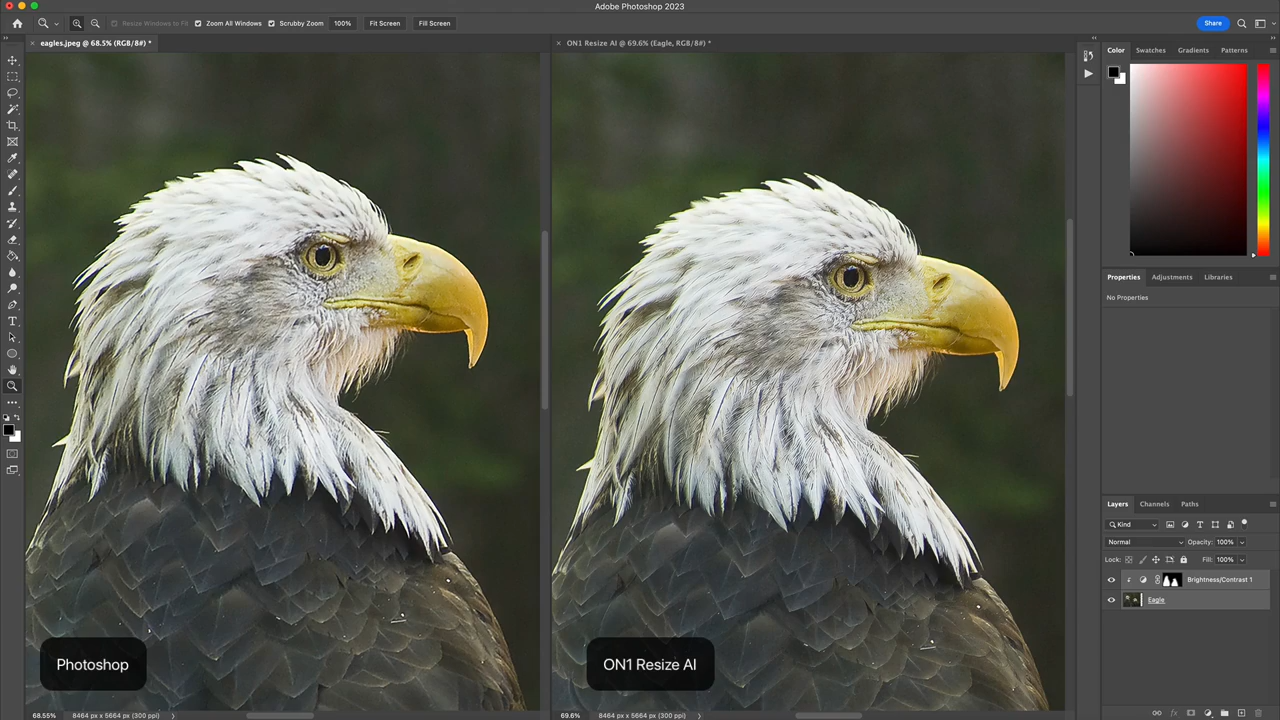 Adobe Photoshop 2023
Resize Windows to Fit Zoom All Windows Scrubby Zoom 100% Fit Screen Fill Screen Share
eagles.jpeg @ 68.5% (RGB/8#) *
ON1 Resize AI @ 69.6% (Eagle, RGB/8#) *
Color Swatches Gradients Patterns
Properties Adjustments Libraries
No Properties
Layers Channels Paths
Kind
Normal Opacity: 100%
Lock: Fill: 100%
Brightness/Contrast 1
Eagle
Photoshop
ON1 Resize AI
68.55% 8464 px x 5664 px (300 ppi)
69.6% 8464 px x 5664 px (300 ppi)